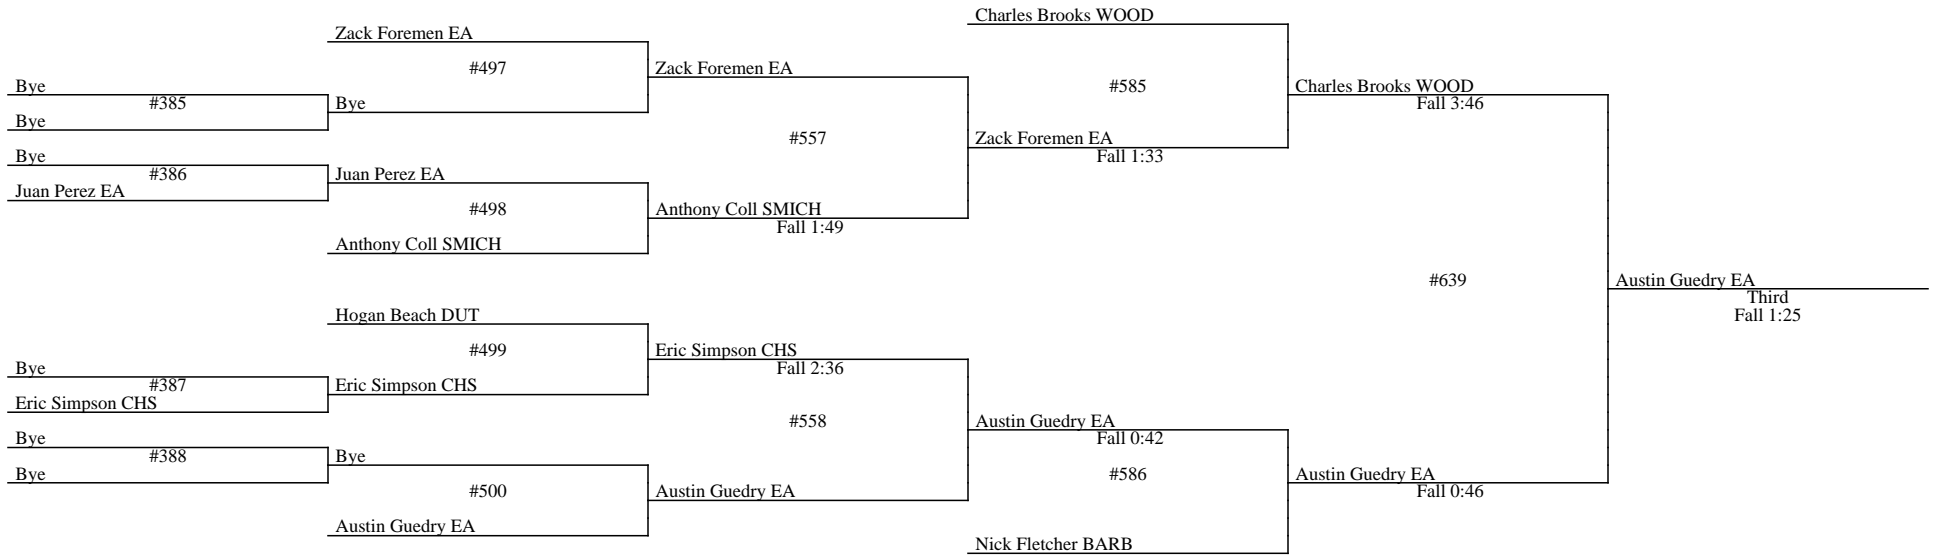 Charles Brooks WOOD
Zack Foremen EA
#497
Zack Foremen EA
#585
Bye
Charles Brooks WOOD
#385
Bye
Fall 3:46
Bye
#557
Zack Foremen EA
Bye
Fall 1:33
#386
Juan Perez EA
Juan Perez EA
#498
Anthony Coll SMICH
Fall 1:49
Anthony Coll SMICH
#639
Austin Guedry EA
Third
Fall 1:25
Hogan Beach DUT
#499
Eric Simpson CHS
Fall 2:36
Bye
#387
Eric Simpson CHS
Eric Simpson CHS
#558
Austin Guedry EA
Fall 0:42
Bye
#388
Bye
Bye
#586
Austin Guedry EA
Fall 0:46
#500
Austin Guedry EA
Austin Guedry EA
Nick Fletcher BARB